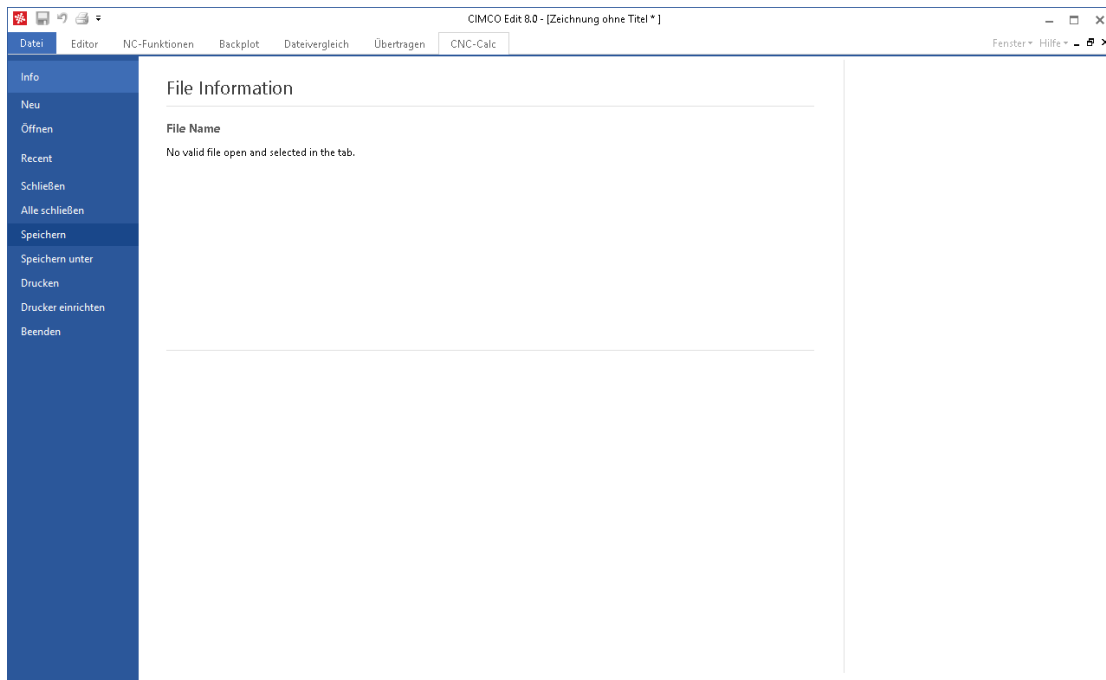 CIMCO Edit 8.0 - [Zeichnung ohne Titel * ]
Datei Editor NC-Funktionen Backplot Dateivergleich Übertragen CNC-Calc Fenster Hilfe
Info
Neu
Öffnen
Recent
Schließen
Alle schließen
Speichern
Speichern unter
Drucken
Drucker einrichten
Beenden
File Information
File Name
No valid file open and selected in the tab.